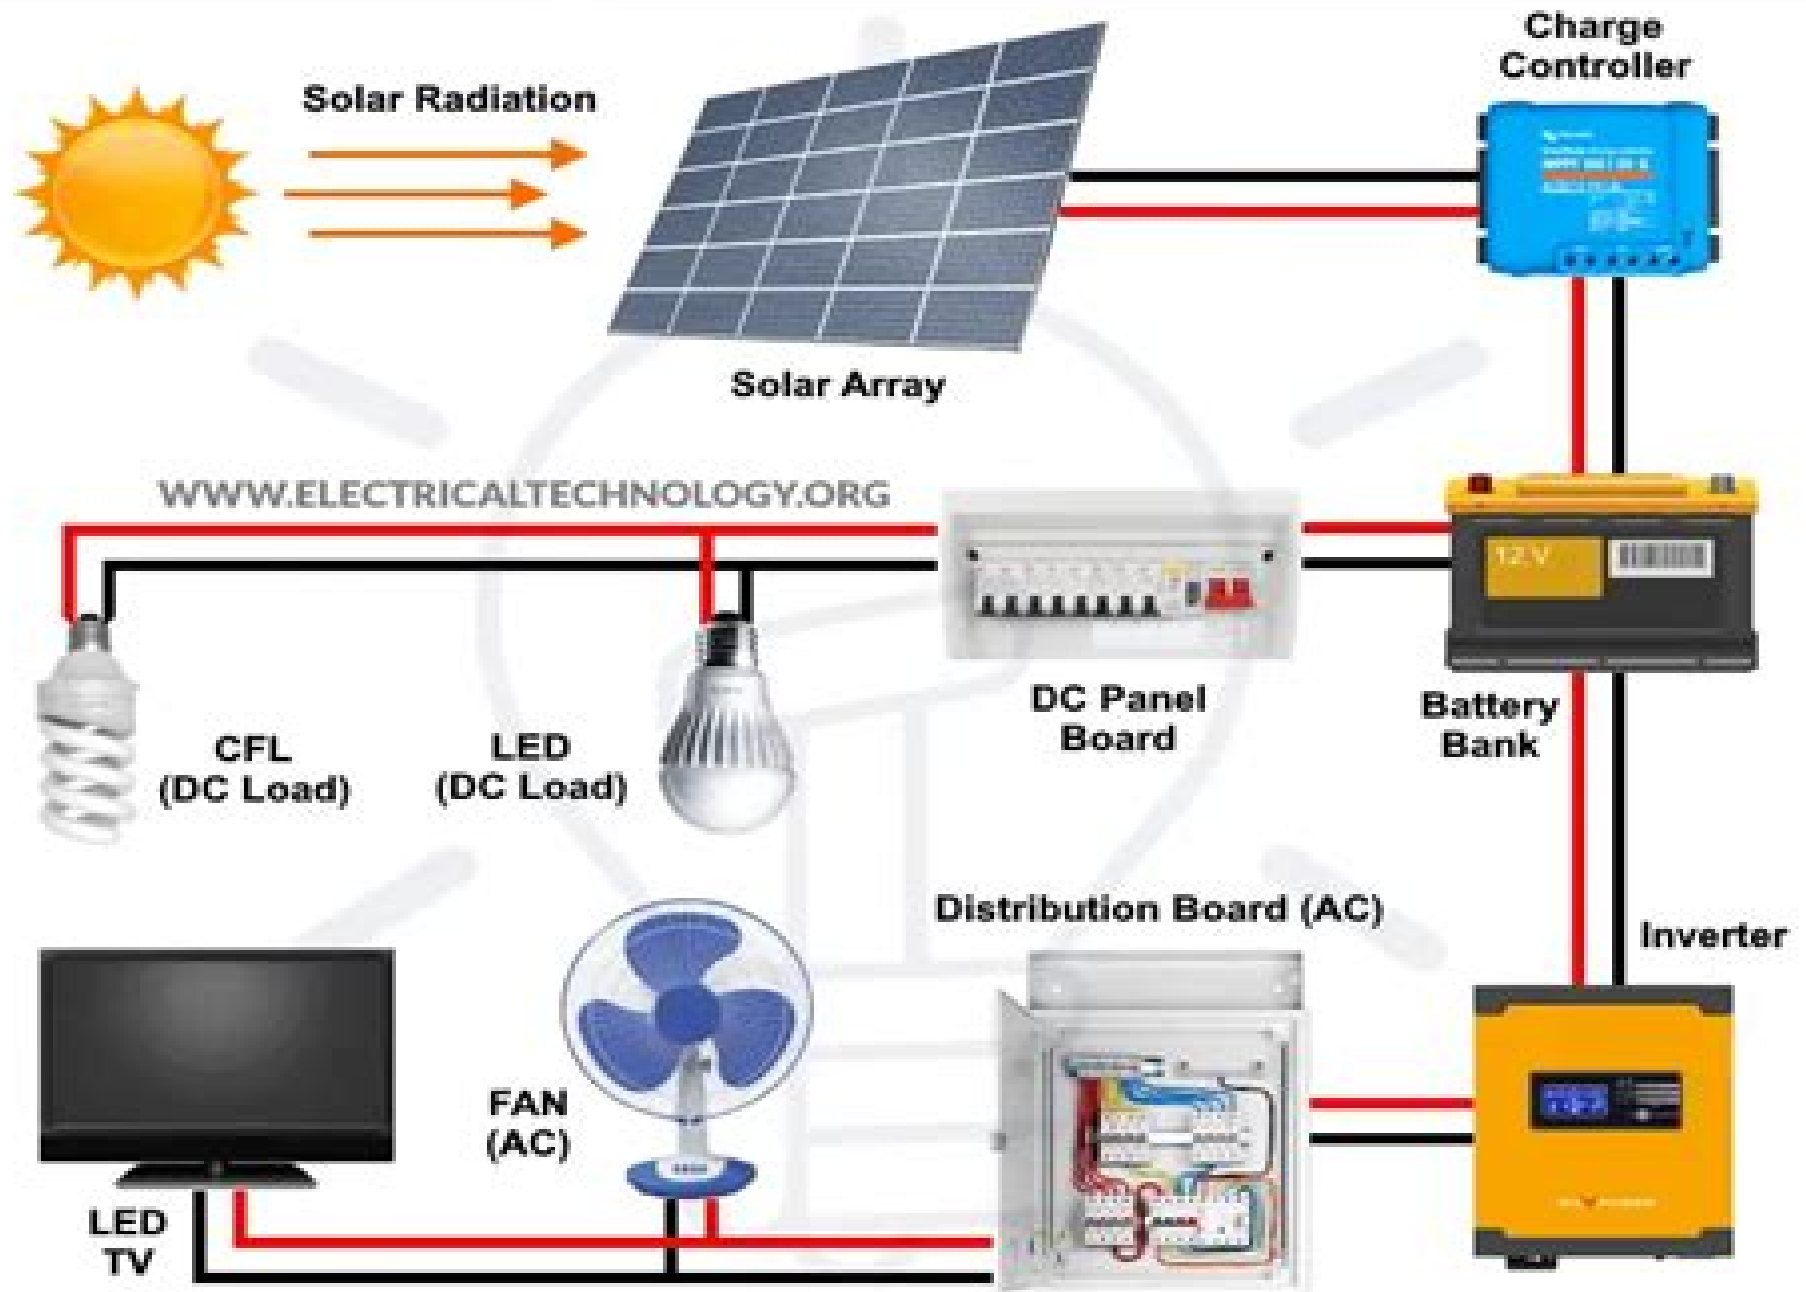 Charge
Controller
Solar Radiation
Solar Array
WWW.ELECTRICALTECHNOLOGY.ORG
12 V
DC Panel
Board
Battery
Bank
CFL
(DC Load)
LED
(DC Load)
Distribution Board (AC)
Inverter
FAN
(AC)
LED
TV